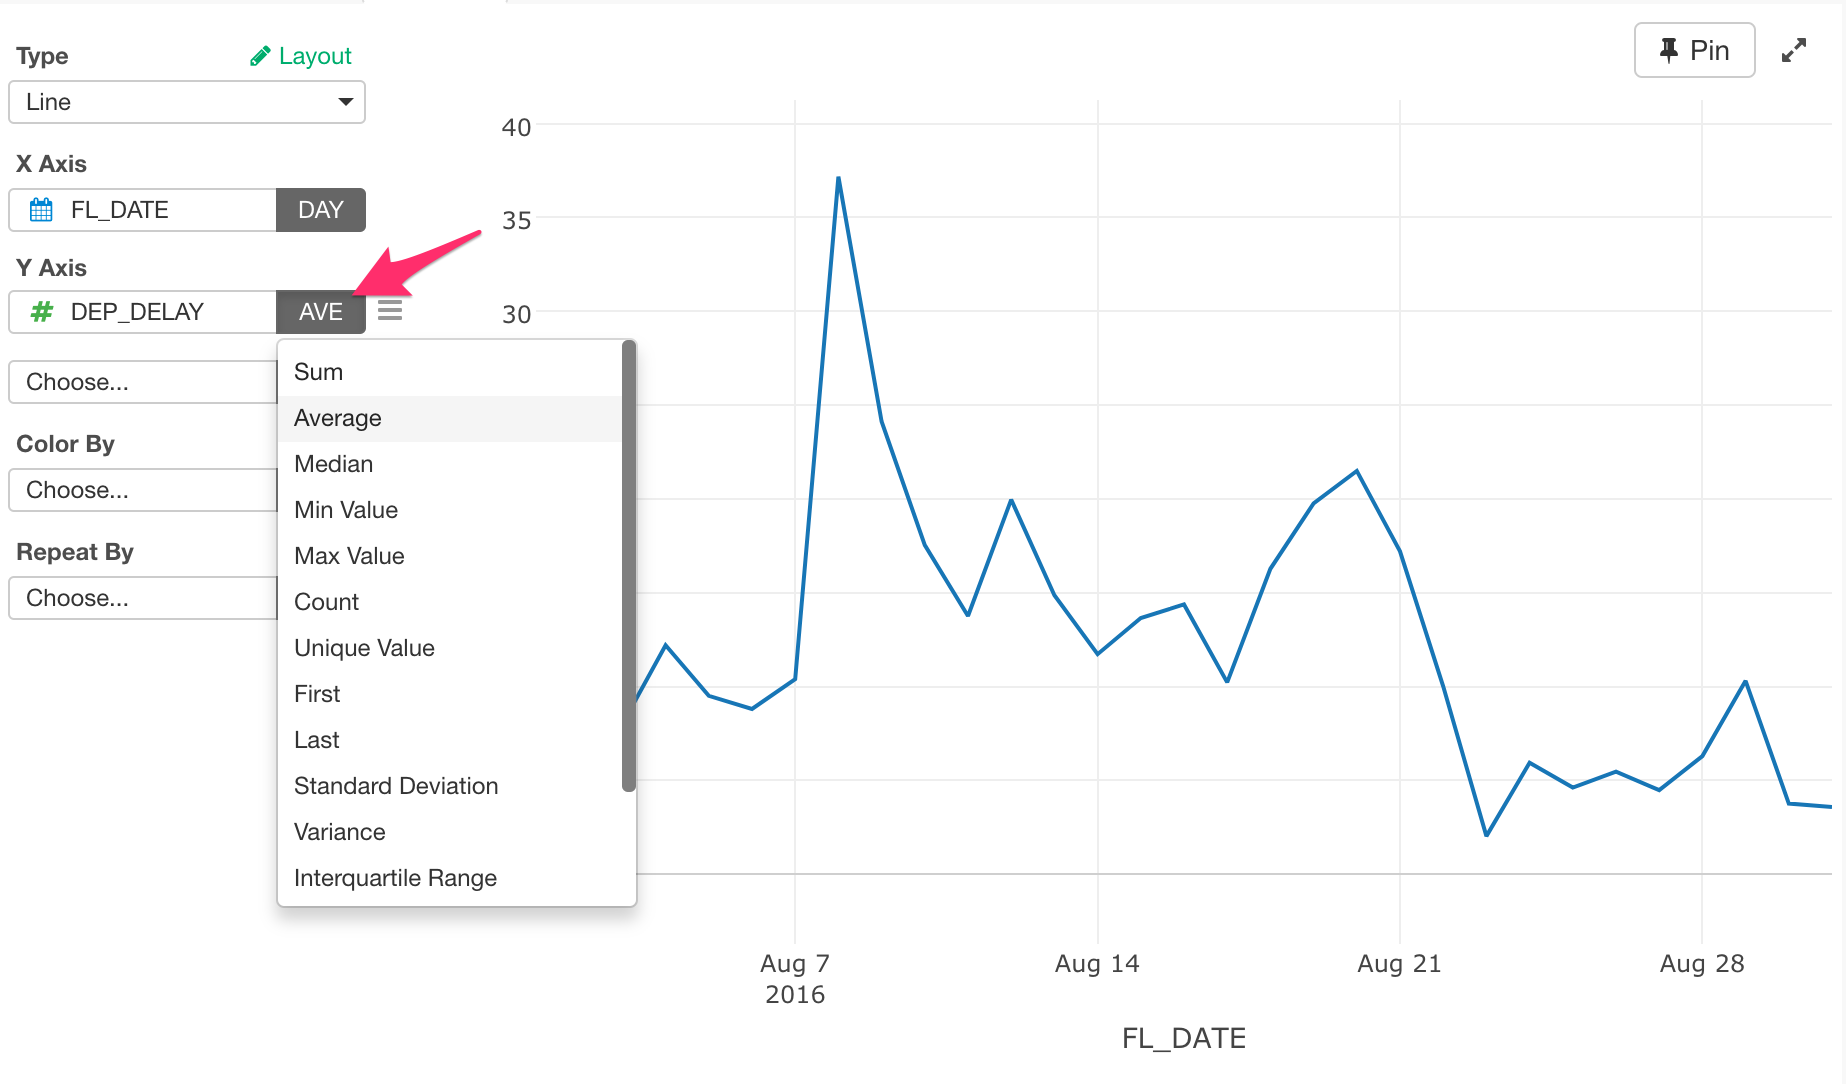 Type
Layout
Line
X Axis
FL_DATE DAY
Y Axis
DEP_DELAY AVE
Choose...
Color By
Choose...
Repeat By
Choose...
Sum
Average
Median
Min Value
Max Value
Count
Unique Value
First
Last
Standard Deviation
Variance
Interquartile Range
Pin
40
35
30
Aug 7
2016
Aug 14
Aug 21
Aug 28
FL_DATE